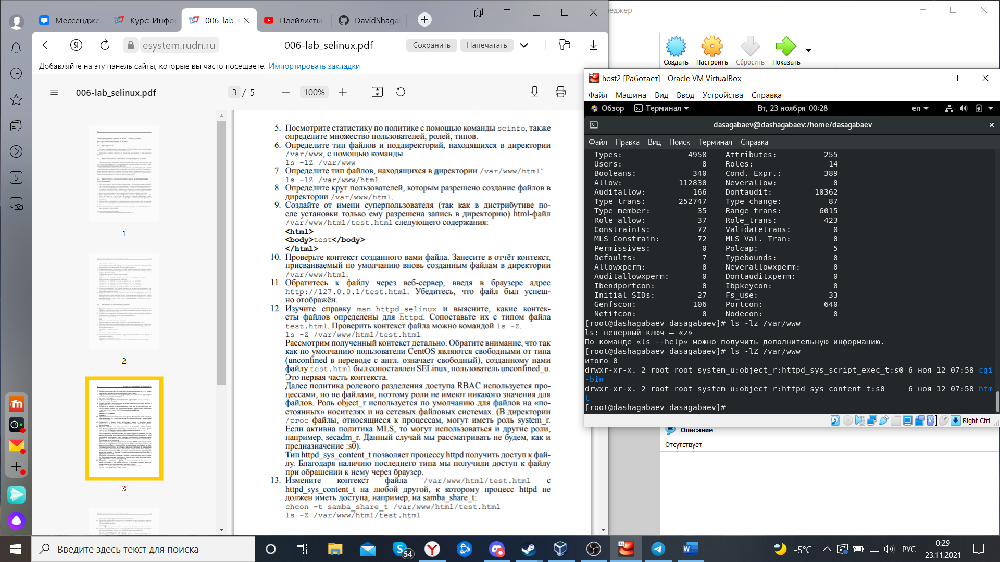 Мессендже
Курс: Инфо
006-lab_s
Плейлисты
DavidShaga
еджер
esystem.rudn.ru
006-lab_selinux.pdf
Сохранить
Напечатать
Добавляйте на эту панель сайты, которые вы часто посещаете. Импортировать закладки
006-lab_selinux.pdf
3 / 5
100%
1
2
3
5
5. Посмотрите статистику по политике с помощью команды seinfo, также
определите множество пользователей, ролей, типов.
6. Определите тип файлов и поддиректорий, находящихся в директории
/var/www, с помощью команды
ls -lZ /var/www
7. Определите тип файлов, находящихся в директории /var/www/html:
ls -lZ /var/www/html
8. Определите круг пользователей, которым разрешено создание файлов в
директории /var/www/html.
9. Создайте от имени суперпользователя (так как в дистрибутиве по-
сле установки только ему разрешена запись в директорию) html-файл
/var/www/html/test.html следующего содержания:
<html>
<body>test</body>
</html>
10. Проверьте контекст созданного вами файла. Занесите в отчёт контекст,
присваиваемый по умолчанию вновь созданным файлам в директории
/var/www/html.
11. Обратитесь к файлу через веб-сервер, введя в браузере адрес
http://127.0.0.1/test.html. Убедитесь, что файл был успеш-
но отображён.
12. Изучите справку man httpd_selinux и выясните, какие контек-
сты файлов определены для httpd. Сопоставьте их с типом файла
test.html. Проверить контекст файла можно командой ls -Z.
ls -Z /var/www/html/test.html
Рассмотрим полученный контекст детально. Обратите внимание, что так
как по умолчанию пользователи CentOS являются свободными от типа
(unconfined в переводе с англ. означает свободный), созданному нами
файлу test.html был сопоставлен SELinux, пользователь unconfined_u.
Это первая часть контекста.
Далее политика ролевого разделения доступа RBAC используется про-
цессами, но не файлами, поэтому роли не имеют никакого значения для
файлов. Роль object_r используется по умолчанию для файлов на «по-
стоянных» носителях и на сетевых файловых системах. (В директории
/proc файлы, относящиеся к процессам, могут иметь роль system_r.
Если активна политика MLS, то могут использоваться и другие роли,
например, secadm_r. Данный случай мы рассматривать не будем, как и
предназначение :s0).
Тип httpd_sys_content_t позволяет процессу httpd получить доступ к фай-
лу. Благодаря наличию последнего типа мы получили доступ к файлу
при обращении к нему через браузер.
13. Измените контекст файла /var/www/html/test.html с
httpd_sys_content_t на любой другой, к которому процесс httpd не
должен иметь доступа, например, на samba_share_t:
chcon -t samba_share_t /var/www/html/test.html
ls -Z /var/www/html/test.html
Создать
Настроить
Сбросить
Показать
host2 [Работает] - Oracle VM VirtualBox
Файл Машина Вид Ввод Устройства Справка
Обзор Терминал Вт, 23 ноября 00:28 en
dasagabaev@dashagabaev:/home/dasagabaev
Файл Правка Вид Поиск Терминал Справка
Types: 4958 Attributes: 255
Users: 8 Roles: 14
Booleans: 340 Cond. Expr.: 389
Allow: 112830 Neverallow: 0
Auditallow: 166 Dontaudit: 10362
Type_trans: 252747 Type_change: 87
Type_member: 35 Range_trans: 6015
Role allow: 37 Role_trans: 423
Constraints: 72 Validatetrans: 0
MLS Constrain: 72 MLS Val. Tran: 0
Permissives: 0 Polcap: 5
Defaults: 7 Typebounds: 0
Allowxperm: 0 Neverallowxperm: 0
Auditallowxperm: 0 Dontauditxperm: 0
Ibendportcon: 0 Ibpkeycon: 0
Initial SIDs: 27 Fs_use: 33
Genfscon: 106 Portcon: 640
Netifcon: 0 Nodecon: 0
[root@dashagabaev dasagabaev]# ls -lz /var/www
ls: неверный ключ — «z»
По команде «ls --help» можно получить дополнительную информацию.
[root@dashagabaev dasagabaev]# ls -lZ /var/www
итого 0
drwxr-xr-x. 2 root root system_u:object_r:httpd_sys_script_exec_t:s0 6 ноя 12 07:58 cgi
-bin
drwxr-xr-x. 2 root root system_u:object_r:httpd_sys_content_t:s0 6 ноя 12 07:58 htm
l
[root@dashagabaev dasagabaev]#
Right Ctrl
Описание
Отсутствует
Введите здесь текст для поиска
54
64
-5°C
РУС
0:29
23.11.2021